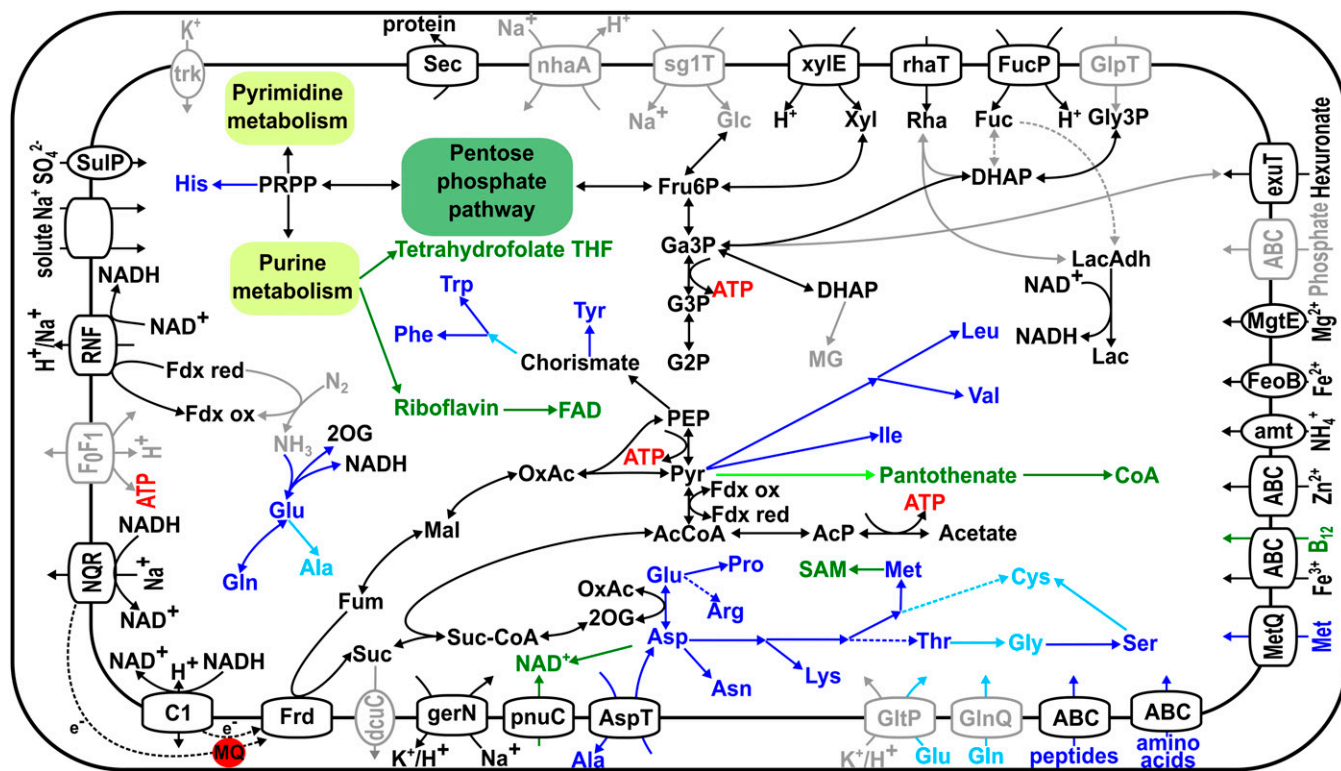 K⁺
trk
protein
Sec
Na⁺
H⁺
nhaA
Na⁺
sg1T
Glc
xylE
H⁺
Xyl
rhaT
Rha
FucP
Fuc
H⁺
GlpT
Gly3P
Pyrimidine
metabolism
His
PRPP
Pentose
phosphate
pathway
Fru6P
DHAP
Purine
metabolism
Tetrahydrofolate THF
Ga3P
ATP
G3P
DHAP
MG
G2P
LacAdh
NAD⁺
NADH
Lac
SO₄²⁻
SulP
solute Na⁺
NADH
NAD⁺
H⁺/Na⁺
RNF
Fdx red
Fdx ox
N₂
NH₃
F₀F₁
H⁺
ATP
2OG
NADH
Glu
Gln
Ala
NADH
NQR
Na⁺
NAD⁺
Trp
Phe
Tyr
Chorismate
Riboflavin
FAD
PEP
ATP
OxAc
Pyr
Leu
Val
Ile
Pantothenate
CoA
Fdx ox
Fdx red
AcCoA
AcP
ATP
Acetate
Mal
Fum
Suc
Suc-CoA
OxAc
2OG
Glu
Pro
Arg
Asp
Asn
Lys
SAM
Met
Cys
Thr
Gly
Ser
NAD⁺
exuT
Hexuronate
ABC
Phosphate
MgtE
Mg²⁺
FeoB
Fe²⁺
amt
NH₄⁺
ABC
Zn²⁺
ABC
B₁₂
Fe³⁺
MetQ
Met
NAD⁺
H⁺
NADH
C1
e⁻
e⁻
MQ
Frd
dcuC
gerN
K⁺/H⁺
Na⁺
pnuC
AspT
Ala
GltP
K⁺/H⁺
Glu
GlnQ
Gln
ABC
peptides
ABC
amino
acids